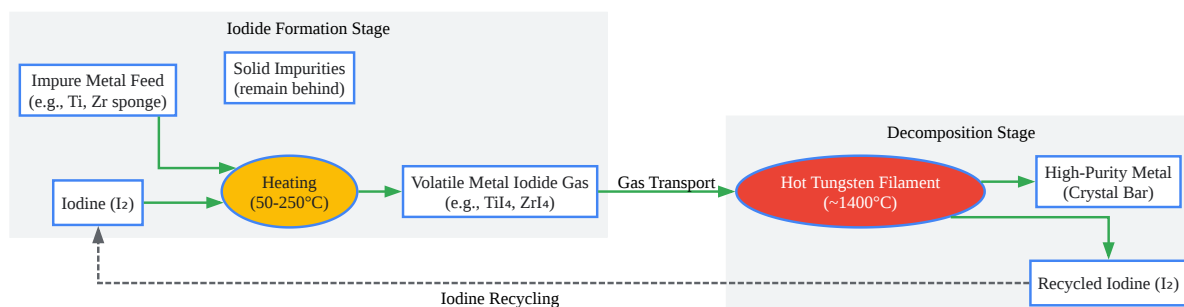 Iodide Formation Stage
Solid Impurities
(remain behind)
Impure Metal Feed
(e.g., Ti, Zr sponge)
Iodine (I₂)
Heating
(50-250°C)
Volatile Metal Iodide Gas
(e.g., TiI₄, ZrI₄)
Gas Transport
Decomposition Stage
Hot Tungsten Filament
(~1400°C)
High-Purity Metal
(Crystal Bar)
Recycled Iodine (I₂)
Iodine Recycling